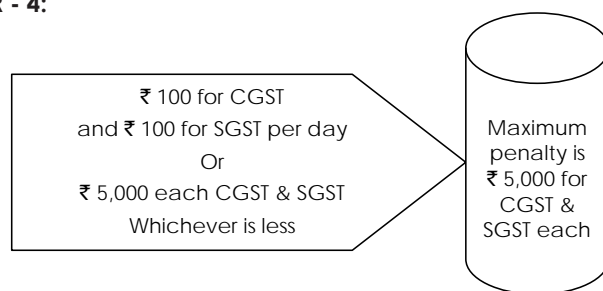 - 4:
₹ 100 for CGST
and ₹ 100 for SGST per day
Or
₹ 5,000 each CGST & SGST
Whichever is less
Maximum
penalty is
₹ 5,000 for
CGST &
SGST each